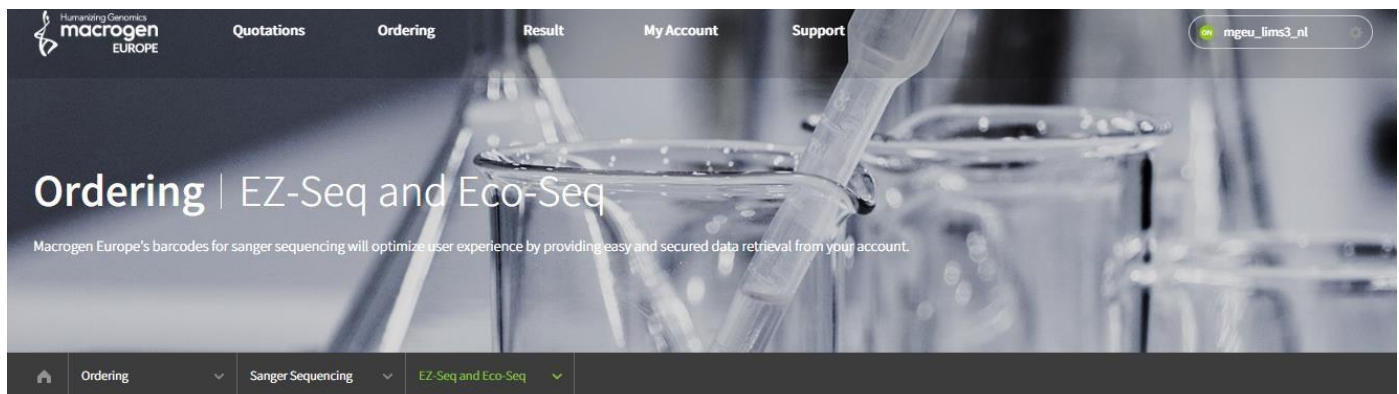 Humanizing Genomics
macrogen
EUROPE
Quotations Ordering Result My Account Support
ON mgeu_lims3_nl
Ordering | EZ-Seq and Eco-Seq
Macrogen Europe's barcodes for sanger sequencing will optimize user experience by providing easy and secured data retrieval from your account.
Ordering Sanger Sequencing EZ-Seq and Eco-Seq